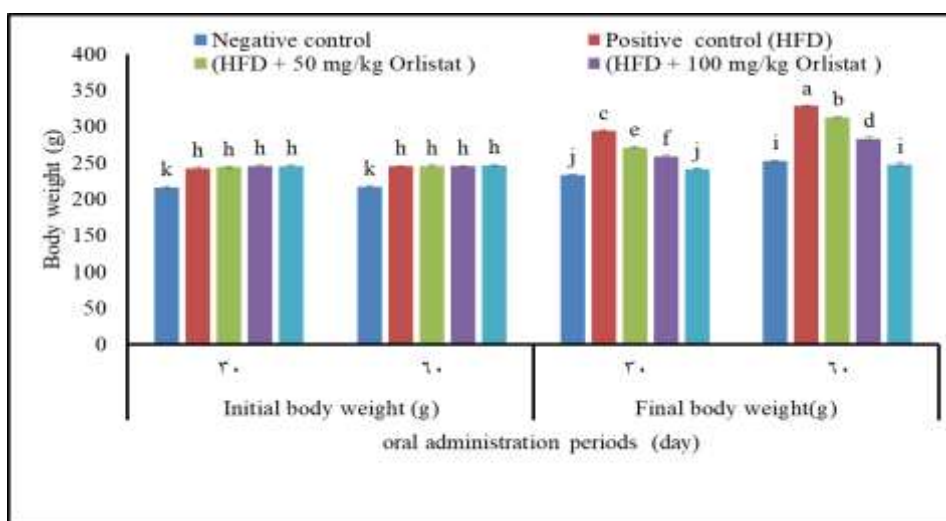 Negative control
Positive control (HFD)
(HFD + 50 mg/kg Orlistat )
(HFD + 100 mg/kg Orlistat )
400
350
300
250
200
150
100
50
0
Body weight (g)
k h h h h
k h h h h
j c e f j
i a b d i
٣٠
٦٠
٣٠
٦٠
Initial body weight (g)
Final body weight(g)
oral administration periods (day)